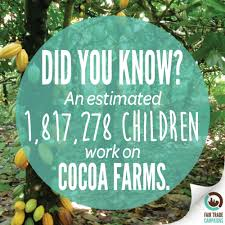 DID YOU KNOW?
An estimated
1,817,278 CHILDREN
work on
COCOA FARMS.
FAIR TRADE
CAMPAIGNS